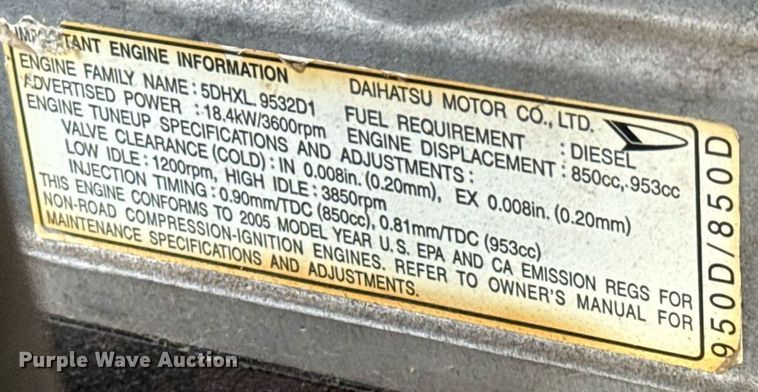 IMPORTANT ENGINE INFORMATION DAIHATSU MOTOR CO., LTD.
ENGINE FAMILY NAME : 5DHXL.9532D1 FUEL REQUIREMENT : DIESEL
ADVERTISED POWER : 18.4kW/3600rpm ENGINE DISPLACEMENT : 850cc, 953cc
ENGINE TUNEUP SPECIFICATIONS AND ADJUSTMENTS :
VALVE CLEARANCE (COLD) : IN 0.008in. (0.20mm), EX 0.008in. (0.20mm)
LOW IDLE : 1200rpm, HIGH IDLE : 3850rpm
INJECTION TIMING : 0.90mm/TDC (850cc), 0.81mm/TDC (953cc)
THIS ENGINE CONFORMS TO 2005 MODEL YEAR U.S. EPA AND CA EMISSION REGS FOR
NON-ROAD COMPRESSION-IGNITION ENGINES. REFER TO OWNER'S MANUAL FOR
MAINTENANCE SPECIFICATIONS AND ADJUSTMENTS.
950D/850D
Purple Wave Auction